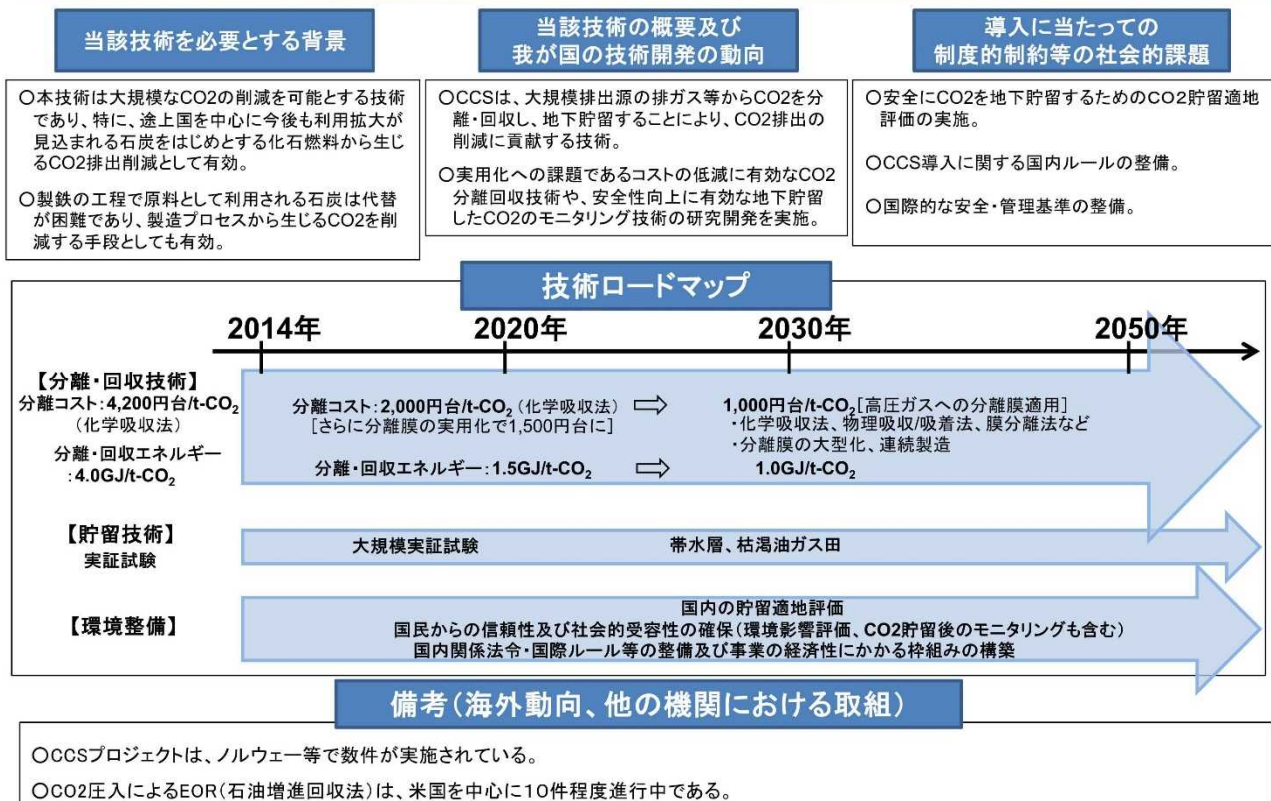 当該技術を必要とする背景
○本技術は大規模なCO2の削減を可能とする技術
であり、特に、途上国を中心に今後も利用拡大が
見込まれる石炭をはじめとする化石燃料から生じ
るCO2排出削減として有効。
○製鉄の工程で原料として利用される石炭は代替
が困難であり、製造プロセスから生じるCO2を削
減する手段としても有効。
当該技術の概要及び
我が国の技術開発の動向
○CCSは、大規模排出源の排ガス等からCO2を分
離・回収し、地下貯留することにより、CO2排出の
削減に貢献する技術。
○実用化への課題であるコストの低減に有効なCO2
分離回収技術や、安全性向上に有効な地下貯留
したCO2のモニタリング技術の研究開発を実施。
導入に当たっての
制度的制約等の社会的課題
○安全にCO2を地下貯留するためのCO2貯留適地
評価の実施。
○CCS導入に関する国内ルールの整備。
○国際的な安全・管理基準の整備。
技術ロードマップ
2014年 2020年 2030年 2050年
【分離・回収技術】
分離コスト:4,200円台/t-CO₂
(化学吸収法)
分離・回収エネルギー
:4.0GJ/t-CO₂
分離コスト:2,000円台/t-CO₂(化学吸収法) ⇨
[さらに分離膜の実用化で1,500円台に]
分離・回収エネルギー:1.5GJ/t-CO₂ ⇨
1,000円台/t-CO₂[高圧ガスへの分離膜適用]
・化学吸収法、物理吸収/吸着法、膜分離法など
・分離膜の大型化、連続製造
1.0GJ/t-CO₂
【貯留技術】
実証試験
大規模実証試験 帯水層、枯渇油ガス田
【環境整備】
国内の貯留適地評価
国民からの信頼性及び社会的受容性の確保(環境影響評価、CO2貯留後のモニタリングも含む)
国内関係法令・国際ルール等の整備及び事業の経済性にかかる枠組みの構築
備考(海外動向、他の機関における取組)
○CCSプロジェクトは、ノルウェー等で数件が実施されている。
○CO2圧入によるEOR(石油増進回収法)は、米国を中心に10件程度進行中である。